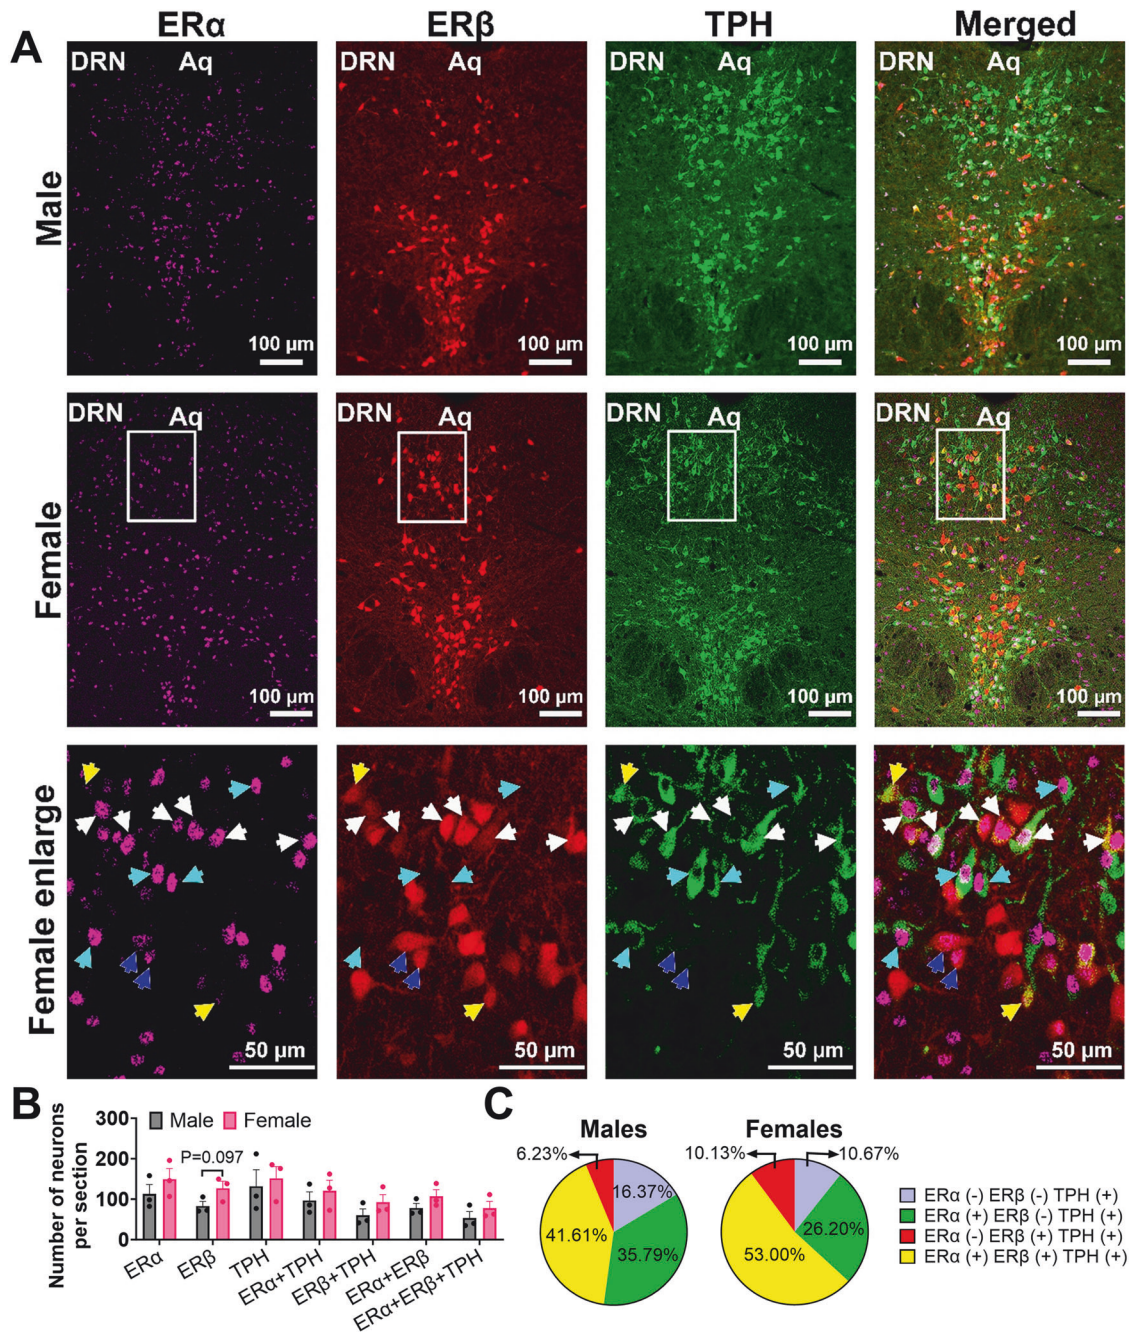 A
ERα ERβ TPH Merged
Male
DRN Aq DRN Aq DRN Aq DRN Aq
100 µm 100 µm 100 µm 100 µm
Female
DRN Aq DRN Aq DRN Aq DRN Aq
100 µm 100 µm 100 µm 100 µm
Female enlarge
50 µm 50 µm 50 µm 50 µm
B
Number of neurons
per section
300
200
100
0
Male Female
P=0.097
ERα ERβ TPH ERα+TPH ERβ+TPH ERα+ERβ ERα+ERβ+TPH
C
Males Females
6.23% 16.37% 35.79% 41.61%
10.13% 10.67% 26.20% 53.00%
ERα (-) ERβ (-) TPH (+)
ERα (+) ERβ (-) TPH (+)
ERα (-) ERβ (+) TPH (+)
ERα (+) ERβ (+) TPH (+)